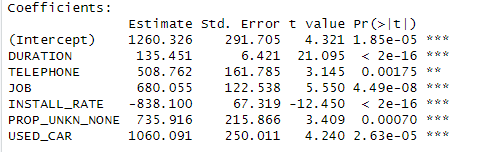 Coefficients:
Estimate Std. Error t value Pr(>|t|)
(Intercept) 1260.326 291.705 4.321 1.85e-05 ***
DURATION 135.451 6.421 21.095 < 2e-16 ***
TELEPHONE 508.762 161.785 3.145 0.00175 **
JOB 680.055 122.538 5.550 4.49e-08 ***
INSTALL_RATE -838.100 67.319 -12.450 < 2e-16 ***
PROP_UNKN_NONE 735.916 215.866 3.409 0.00070 ***
USED_CAR 1060.091 250.011 4.240 2.63e-05 ***